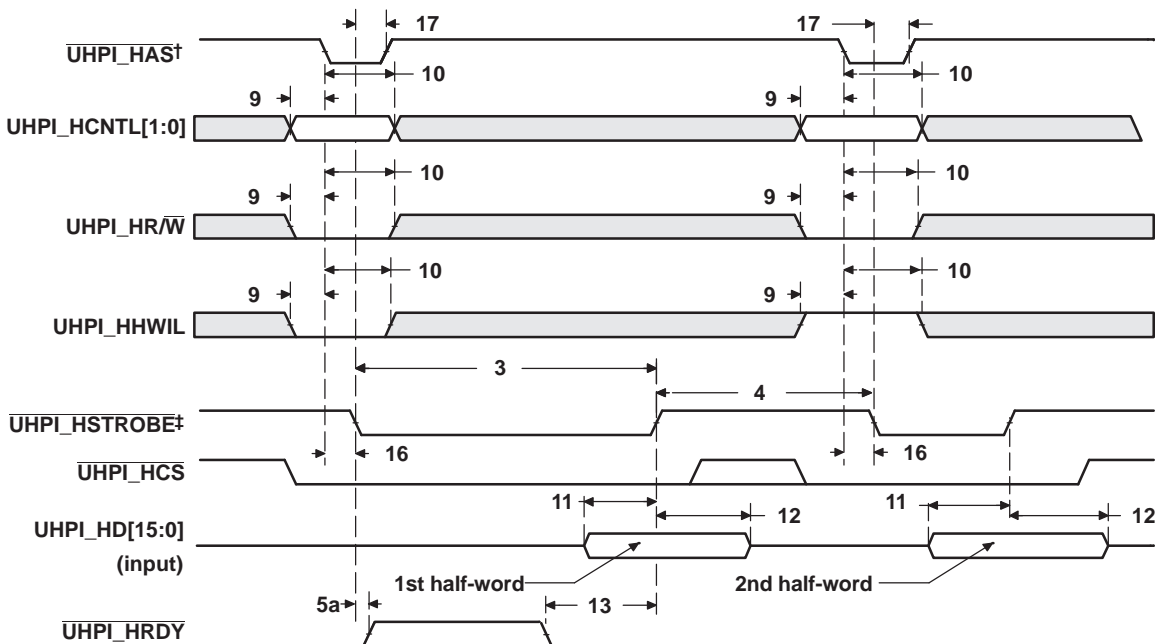 17 17
UHPI_HAS†
10 10
9 9
UHPI_HCNTL[1:0]
10 10
9 9
UHPI_HR/W
10 10
9 9
UHPI_HHWIL
3
4
UHPI_HSTROBE‡
16 16
UHPI_HCS
11 11
UHPI_HD[15:0] 12 12
(input)
1st half-word 2nd half-word
5a 13
UHPI_HRDY